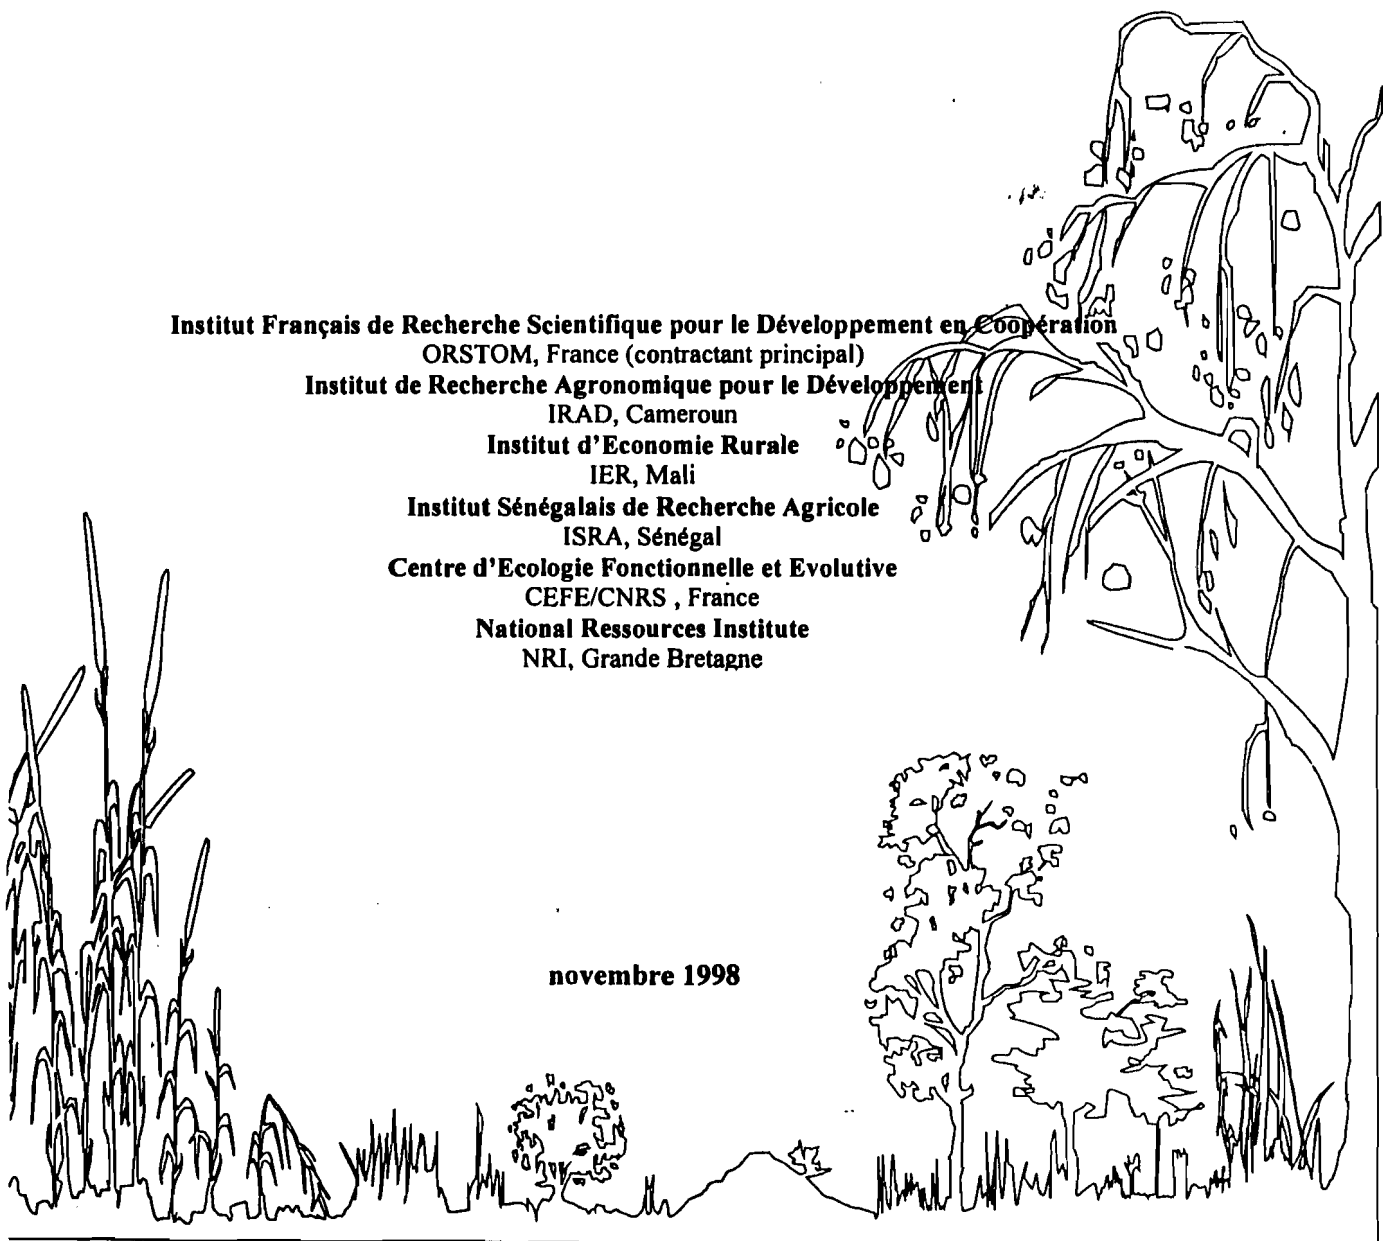 Institut Français de Recherche Scientifique pour le Développement en Coopération
ORSTOM, France (contractant principal)
Institut de Recherche Agronomique pour le Développement
IRAD, Cameroun
Institut d'Economie Rurale
IER, Mali
Institut Sénégalais de Recherche Agricole
ISRA, Sénégal
Centre d'Ecologie Fonctionnelle et Evolutive
CEFE/CNRS , France
National Ressources Institute
NRI, Grande Bretagne
novembre 1998